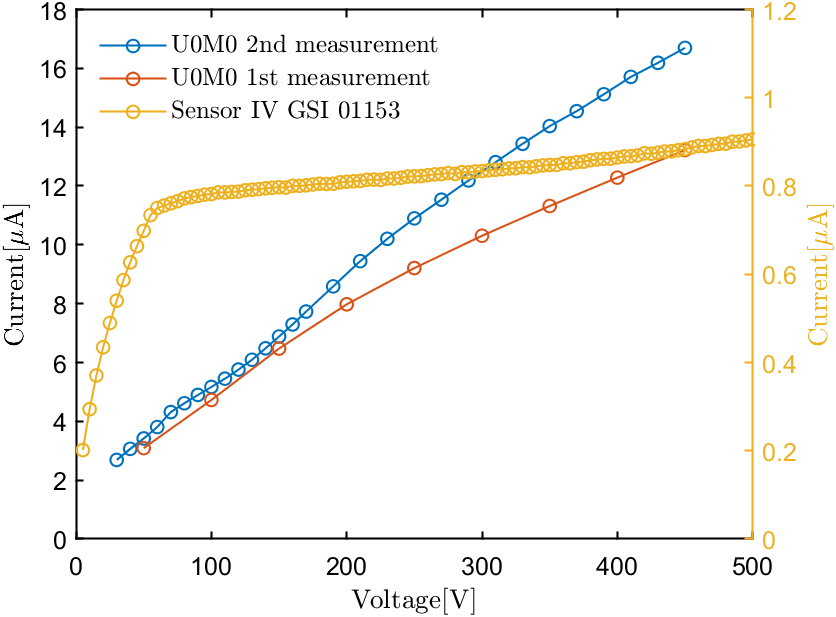 U0M0 2nd measurement
U0M0 1st measurement
Sensor IV GSI 01153
Current[μA]
18
16
14
12
10
8
6
4
2
0
1.2
1
0.8
0.6
0.4
0.2
0
Current[μA]
0 100 200 300 400 500
Voltage[V]